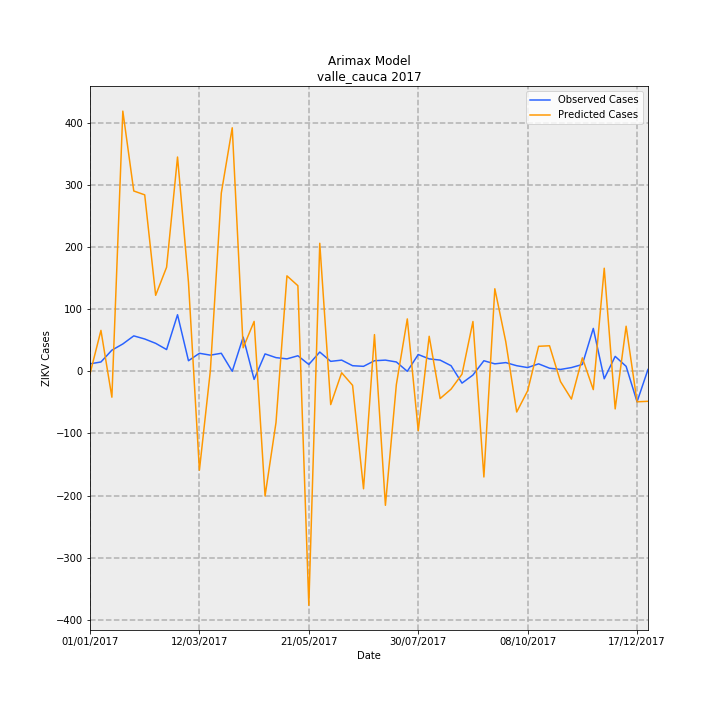 Arimax Model
valle_cauca 2017
Observed Cases
Predicted Cases
ZIKV Cases
400
300
200
100
0
−100
−200
−300
−400
01/01/2017
12/03/2017
21/05/2017
30/07/2017
08/10/2017
17/12/2017
Date